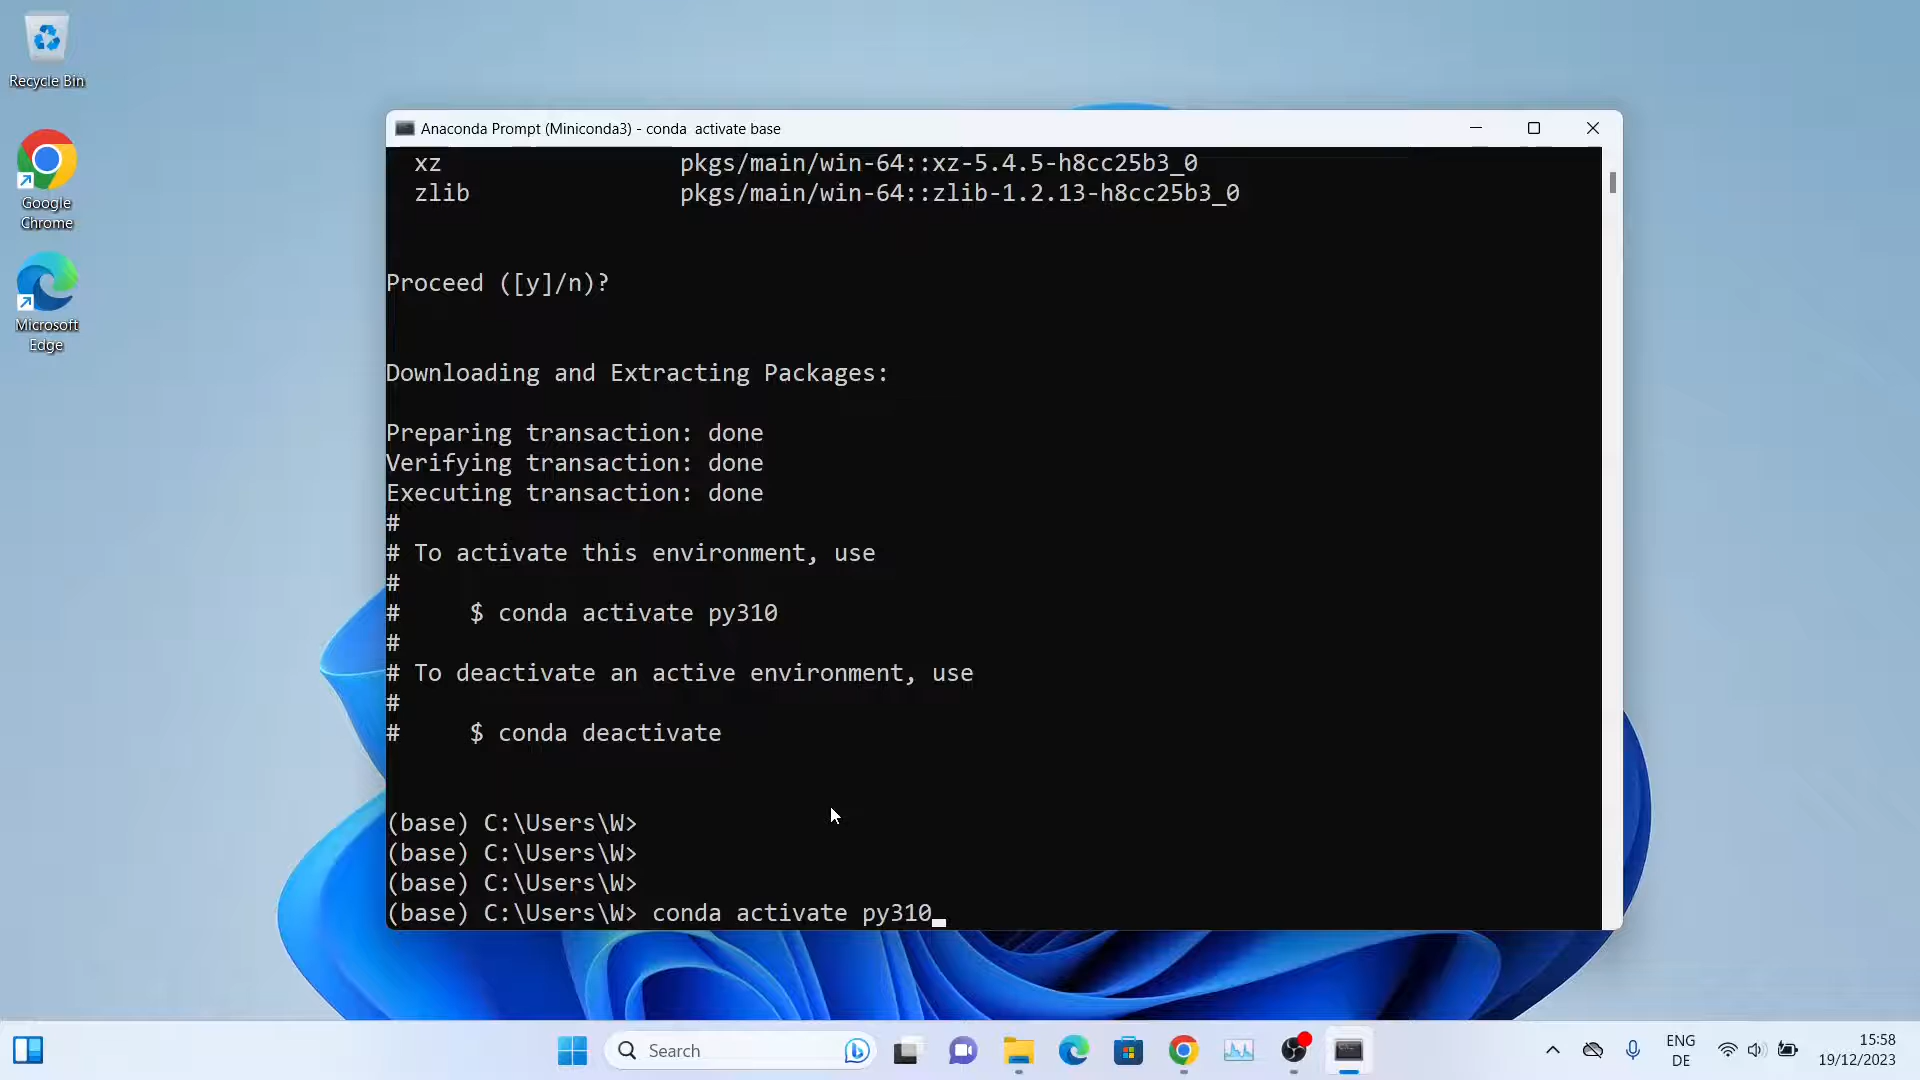 Recycle Bin
Google
Chrome
Microsoft
Edge
Anaconda Prompt (Miniconda3) - conda  activate base
xz                 pkgs/main/win-64::xz-5.4.5-h8cc25b3_0
zlib               pkgs/main/win-64::zlib-1.2.13-h8cc25b3_0
Proceed ([y]/n)?
Downloading and Extracting Packages:
Preparing transaction: done
Verifying transaction: done
Executing transaction: done
#
# To activate this environment, use
#
#     $ conda activate py310
#
# To deactivate an active environment, use
#
#     $ conda deactivate
(base) C:\Users\W>
(base) C:\Users\W>
(base) C:\Users\W>
(base) C:\Users\W> conda activate py310
Search
ENG
DE
15:58
19/12/2023